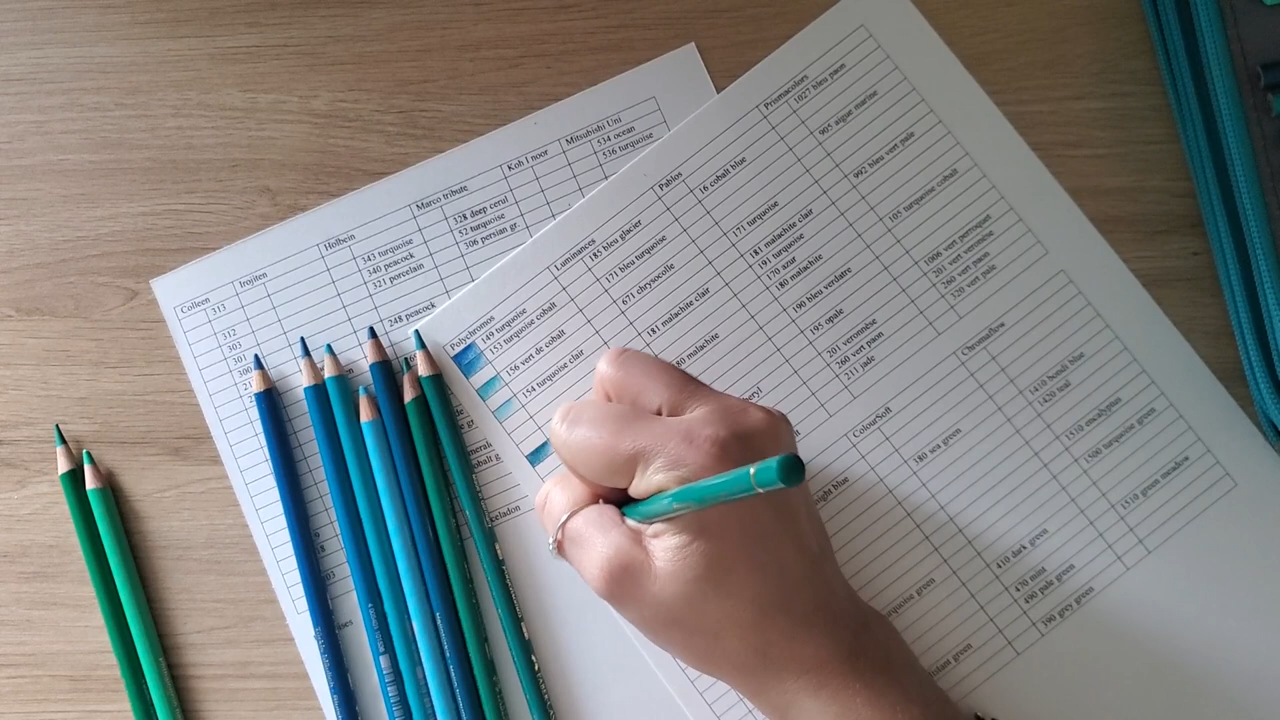 Colleen
313
312
303
301
Irojiten
Holbein
343 turquoise
340 peacock
321 porcelain
248 peacock
Marco tribute
328 deep cerul
52 turquoise
306 persian gr.
Koh I noor
Mitsubishi Uni
534 ocean
536 turquoise
celadon
Polychromos
149 turquoise
153 turquoise cobalt
156 vert de cobalt
154 turquoise clair
Luminances
185 bleu glacier
171 bleu turquoise
671 chrysocolle
181 malachite clair
180 malachite
Pablos
16 cobalt blue
171 turquoise
181 malachite clair
191 turquoise
170 azur
180 malachite
190 bleu verdatre
195 opale
201 veronnèse
260 vert paon
211 jade
Prismacolors
1027 bleu paon
905 aigue marine
992 bleu vert pale
105 turquoise cobalt
1006 vert perroquet
201 vert veronèse
260 vert paon
320 vert pale
ColourSoft
380 sea green
410 dark green
470 mint
490 pale green
390 grey green
Chromaflow
1410 bondi blue
1420 teal
1510 eucalyptus
1500 turquoise green
1510 green meadow